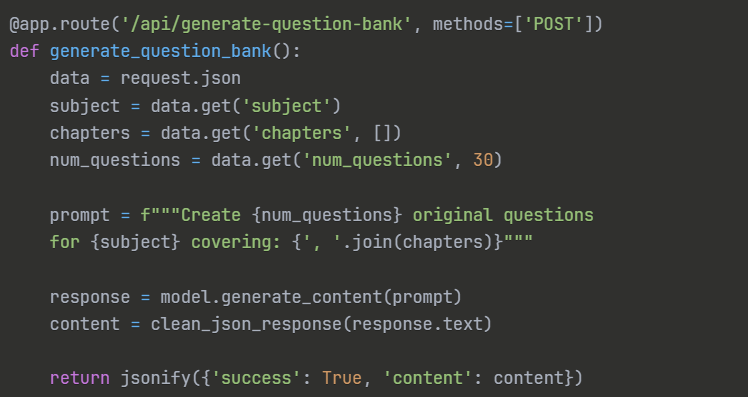 @app.route('/api/generate-question-bank', methods=['POST'])
def generate_question_bank():
    data = request.json
    subject = data.get('subject')
    chapters = data.get('chapters', [])
    num_questions = data.get('num_questions', 30)

    prompt = f"""Create {num_questions} original questions
    for {subject} covering: {', '.join(chapters)}"""

    response = model.generate_content(prompt)
    content = clean_json_response(response.text)

    return jsonify({'success': True, 'content': content})